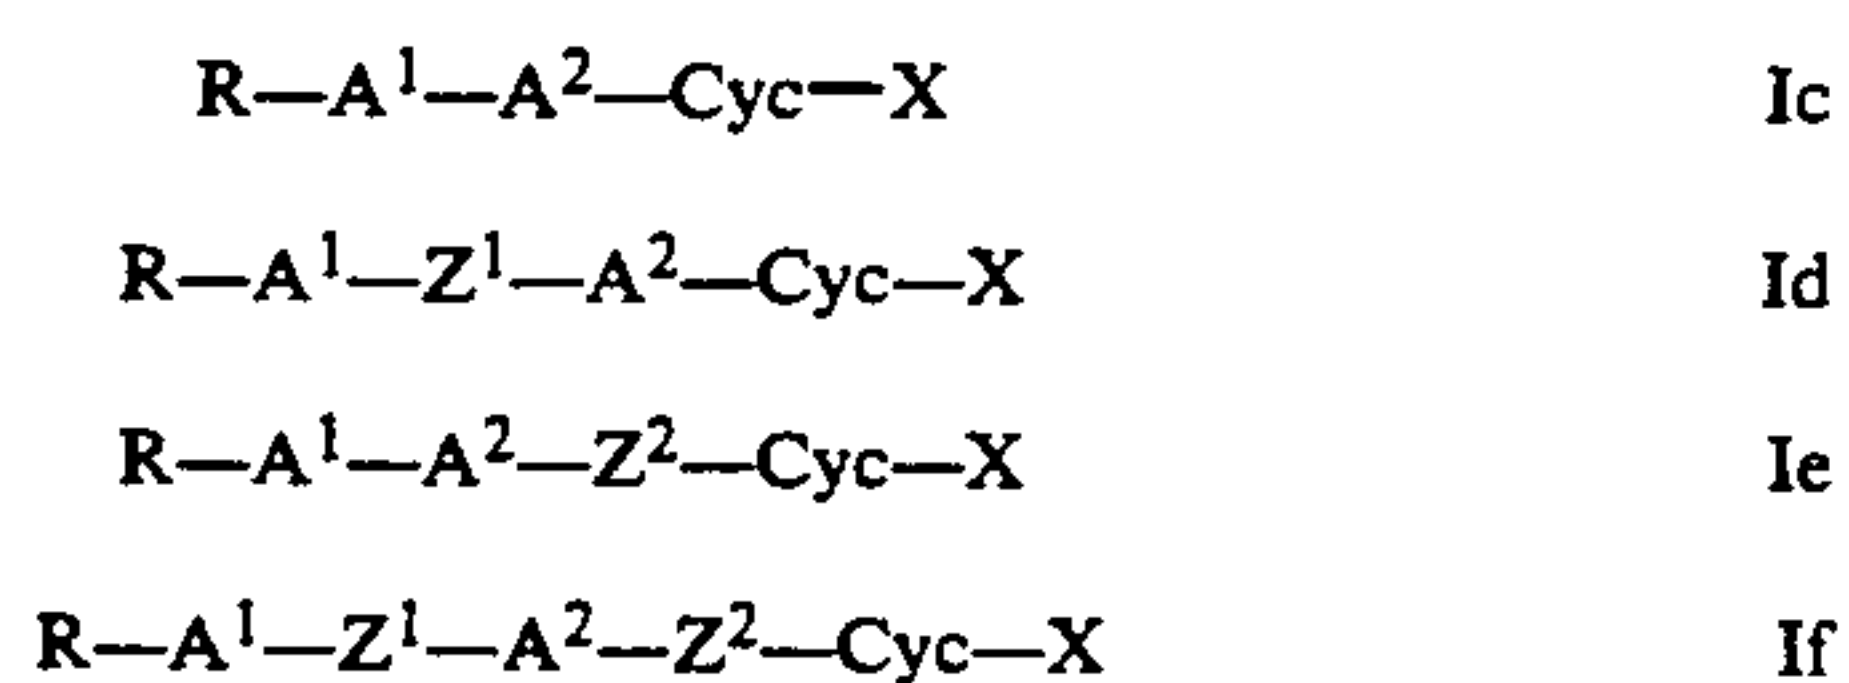 R—A¹—A²—Cyc—X Ic
R—A¹—Z¹—A²—Cyc—X Id
R—A¹—A²—Z²—Cyc—X Ie
R—A¹—Z¹—A²—Z²—Cyc—X If